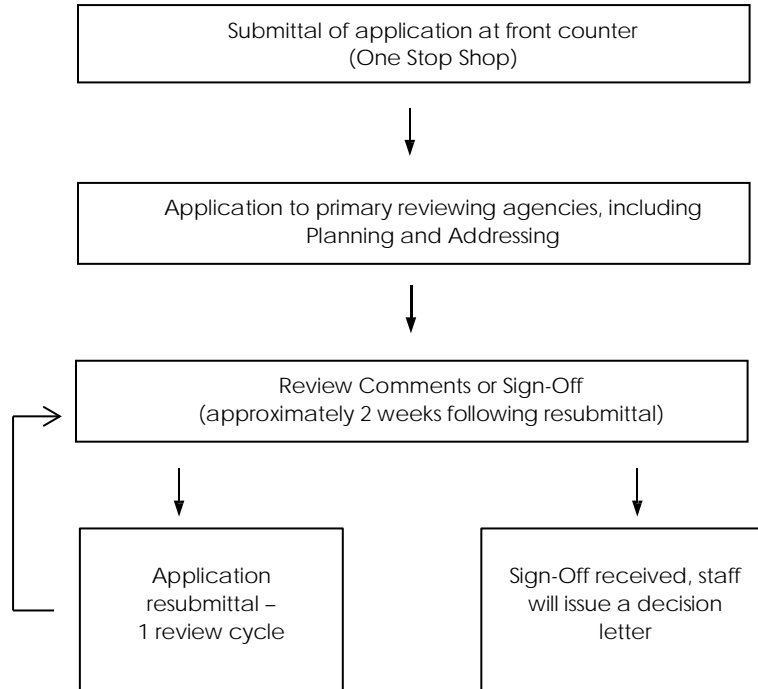 Submittal of application at front counter
(One Stop Shop)
Application to primary reviewing agencies, including
Planning and Addressing
Review Comments or Sign-Off
(approximately 2 weeks following resubmittal)
Application
resubmittal –
1 review cycle
Sign-Off received, staff
will issue a decision
letter